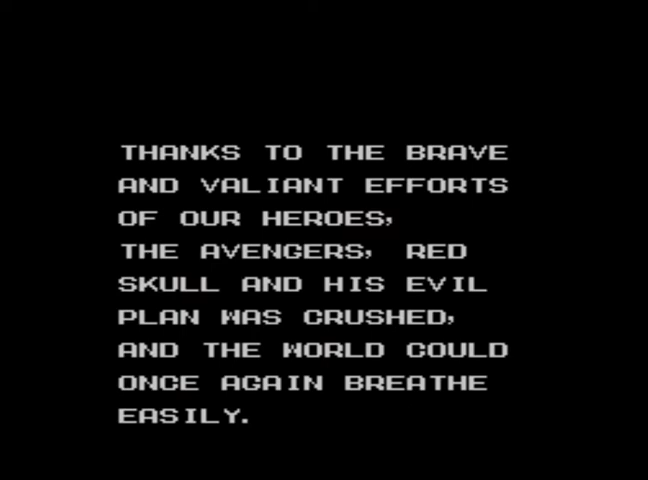 THANKS TO THE BRAVE
AND VALIANT EFFORTS
OF OUR HEROES,
THE AVENGERS, RED
SKULL AND HIS EVIL
PLAN WAS CRUSHED,
AND THE WORLD COULD
ONCE AGAIN BREATHE
EASILY.